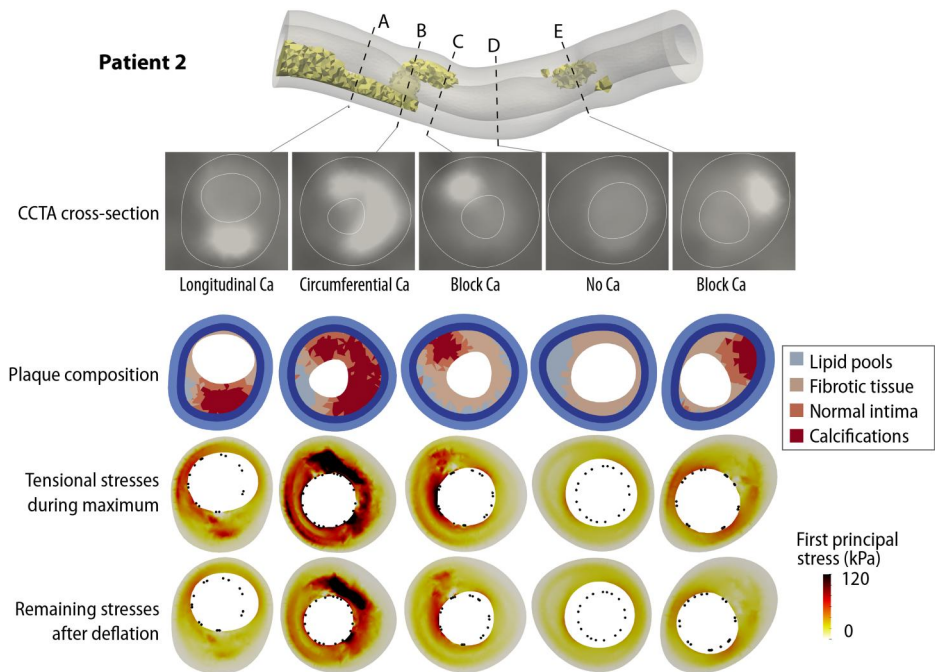 Patient 2
A
B
C
D
E
CCTA cross-section
Longitudinal Ca
Circumferential Ca
Block Ca
No Ca
Block Ca
Plaque composition
Lipid pools
Fibrotic tissue
Normal intima
Calcifications
Tensional stresses
during maximum
First principal
stress (kPa)
120
0
Remaining stresses
after deflation